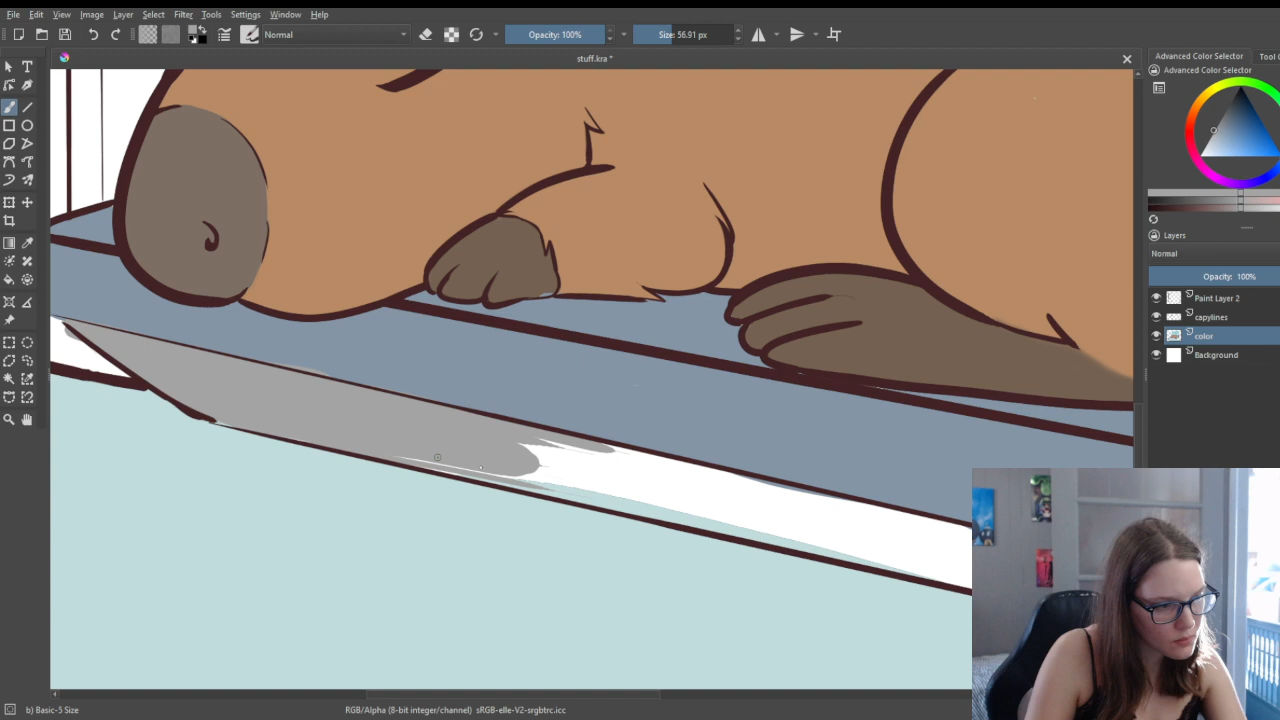 File Edit View Image Layer Select Filter Tools Settings Window Help
Normal Opacity: 100% Size: 56.91 px
stuff.kra *
Advanced Color Selector Tool
Advanced Color Selector
Layers
Normal
Opacity: 100%
Paint Layer 2
capylines
color
Background
b) Basic-5 Size RGB/Alpha (8-bit integer/channel) sRGB-elle-V2-srgbtrc.icc